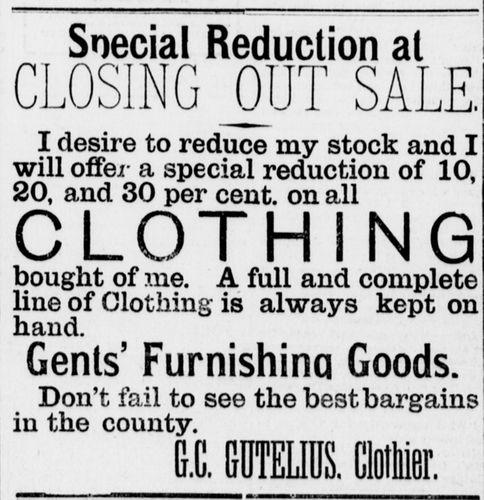 Special Reduction at
CLOSING OUT SALE.
I desire to reduce my stock and I
will offer a special reduction of 10,
20, and 30 per cent. on all
CLOTHING
bought of me. A full and complete
line of Clothing is always kept on
hand.
Gents' Furnishing Goods.
Don't fail to see the best bargains
in the county.
G.C. GUTELIUS. Clothier.